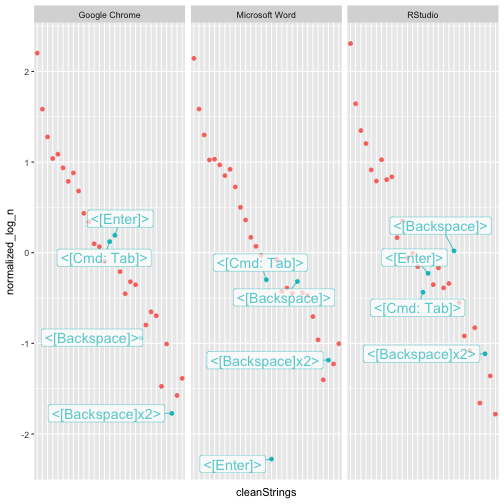 Google Chrome
Microsoft Word
RStudio
normalized_log_n
2
1
0
-1
-2
<[Enter]>
<[Cmd: Tab]>
<[Backspace]>
<[Backspace]x2>
<[Cmd: Tab]>
<[Backspace]>
<[Backspace]x2>
<[Enter]>
<[Backspace]>
<[Enter]>
<[Cmd: Tab]>
<[Backspace]x2>
cleanStrings